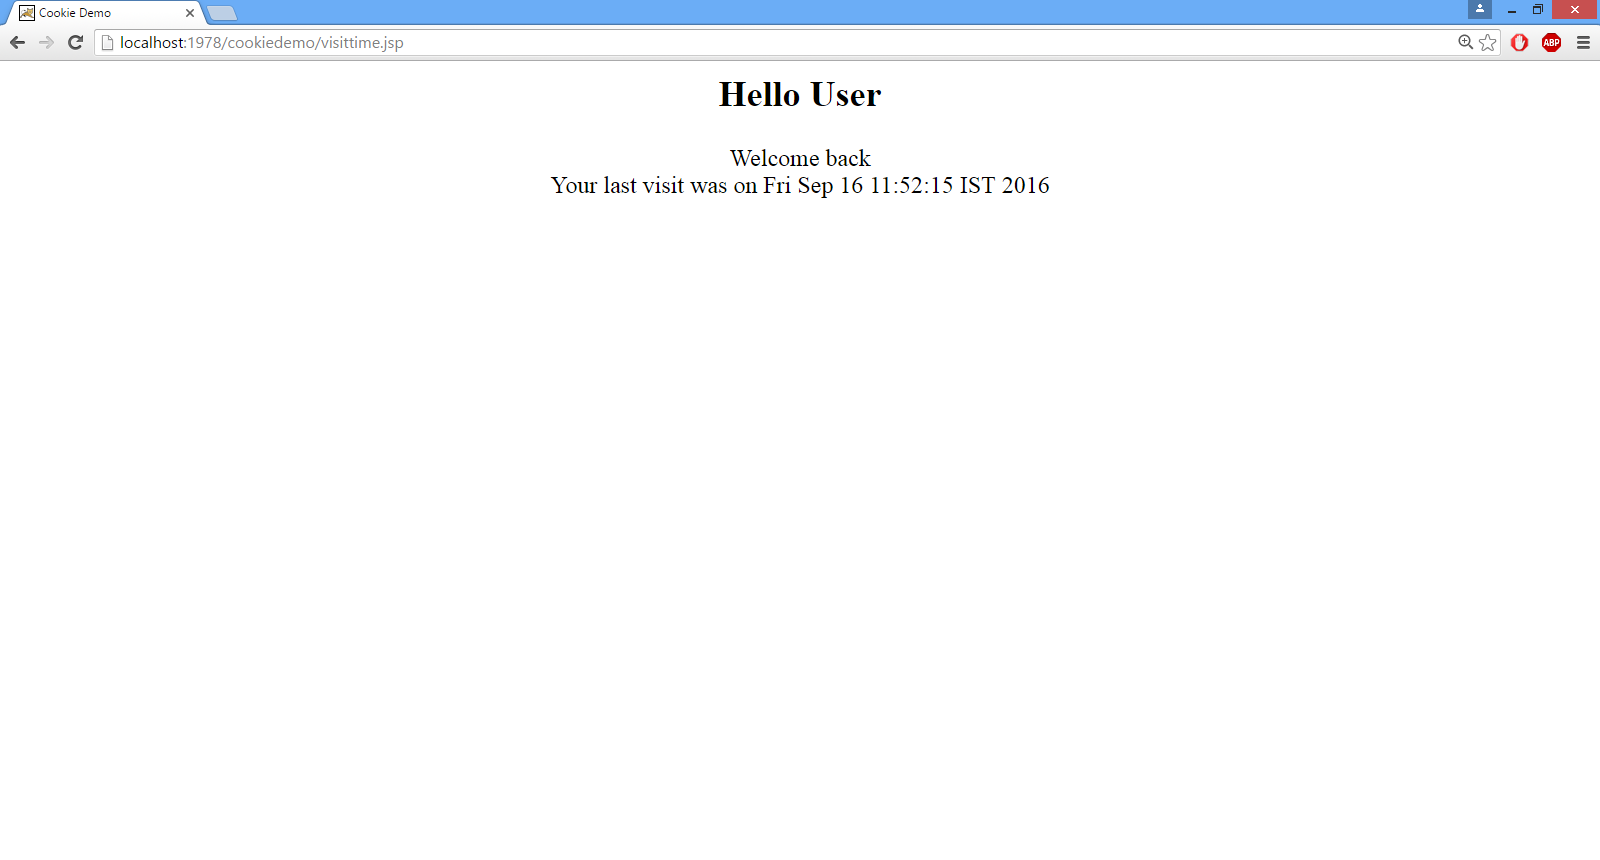 Cookie Demo
localhost:1978/cookiedemo/visittime.jsp
ABP
Hello User
Welcome back
Your last visit was on Fri Sep 16 11:52:15 IST 2016